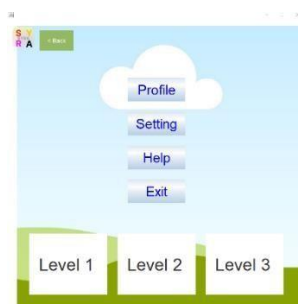 S Y
R A
< Back
Profile
Setting
Help
Exit
Level 1
Level 2
Level 3